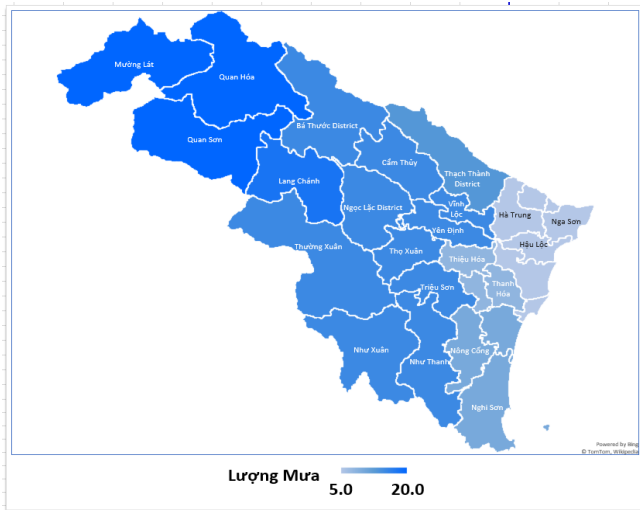 Mường Lát
Quan Hóa
Quan Sơn
Bá Thước District
Cẩm Thủy
Thạch Thành
District
Lang Chánh
Ngọc Lặc District
Vĩnh
Lộc
Hà Trung
Nga Sơn
Yên Định
Thường Xuân
Thọ Xuân
Thiệu Hóa
Hậu Lộc
Triệu Sơn
Thanh
Hóa
Như Xuân
Như Thanh
Nông Cống
Nghi Sơn
Powered by Bing
© TomTom, Wikipedia
Lượng Mưa
5.0 20.0